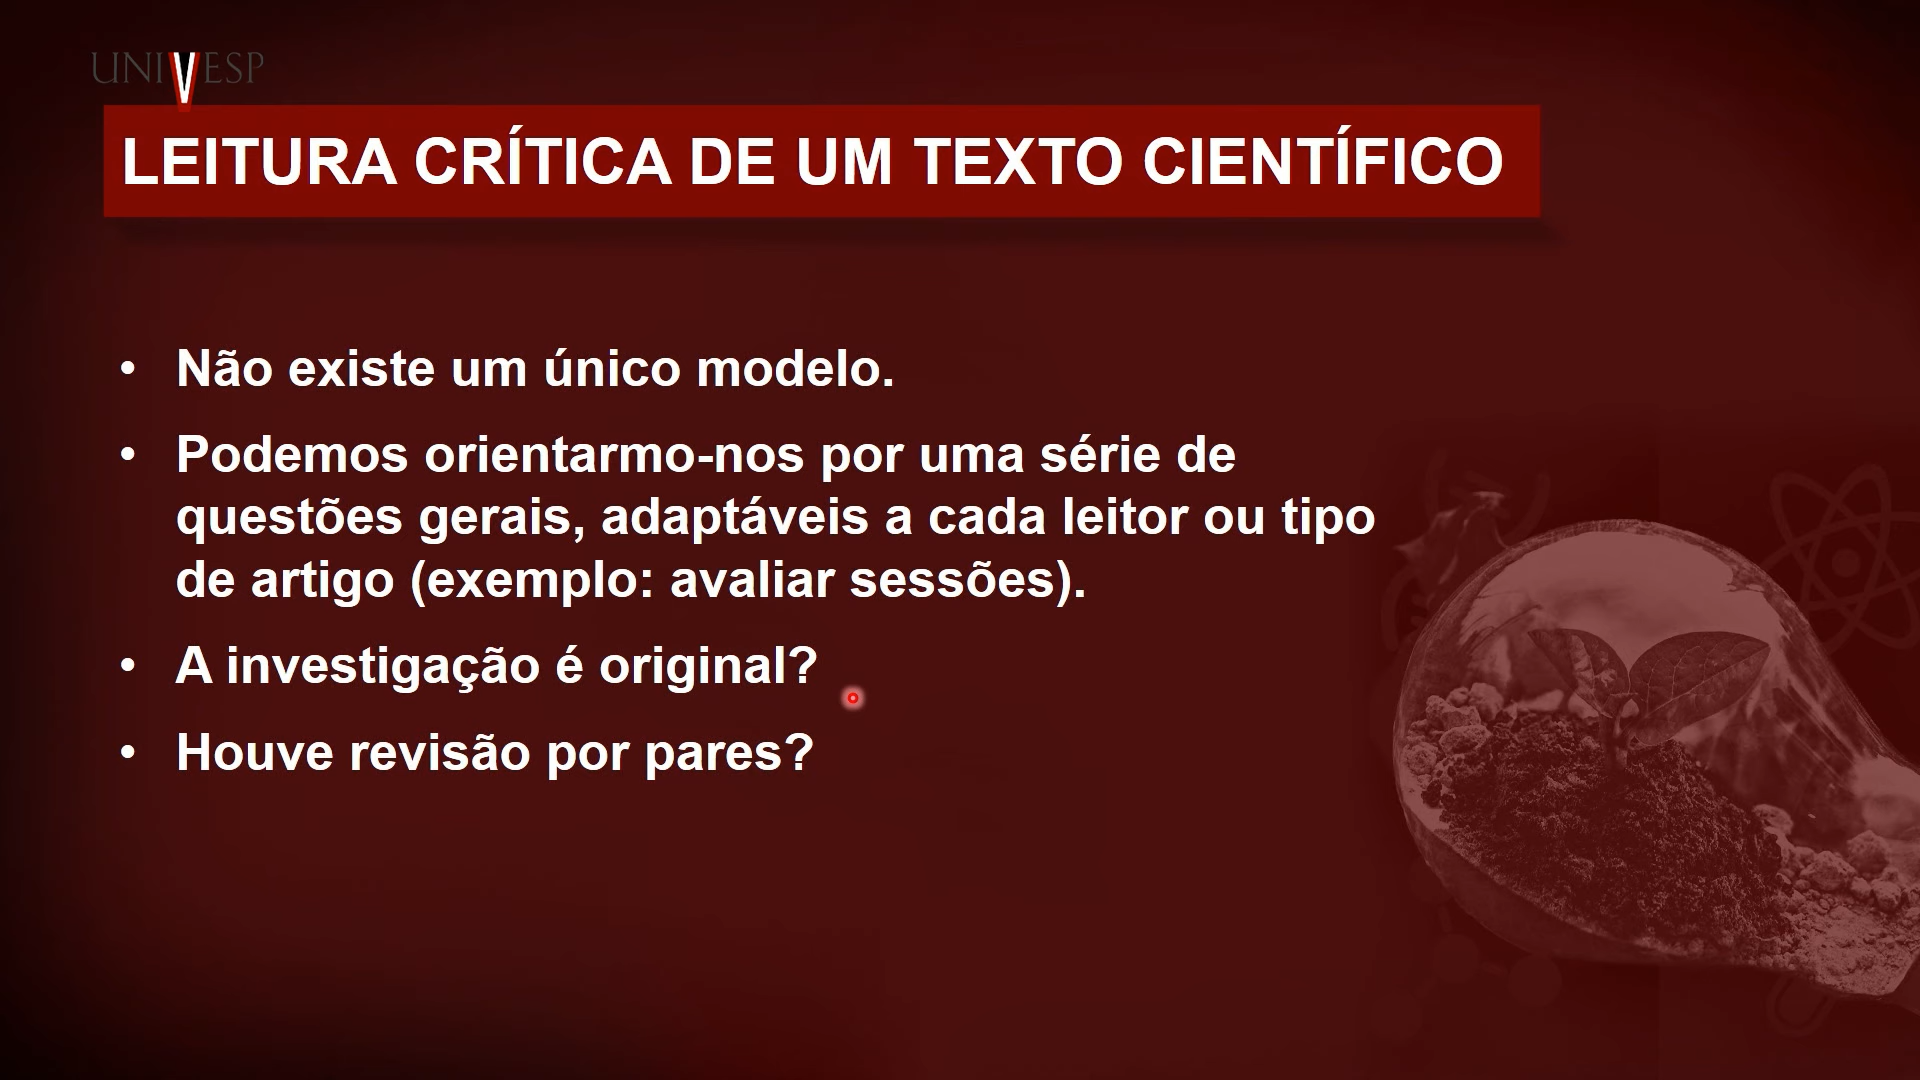 UNIVESP
LEITURA CRÍTICA DE UM TEXTO CIENTÍFICO
• Não existe um único modelo.
• Podemos orientarmo-nos por uma série de
questões gerais, adaptáveis a cada leitor ou tipo
de artigo (exemplo: avaliar sessões).
• A investigação é original?
• Houve revisão por pares?